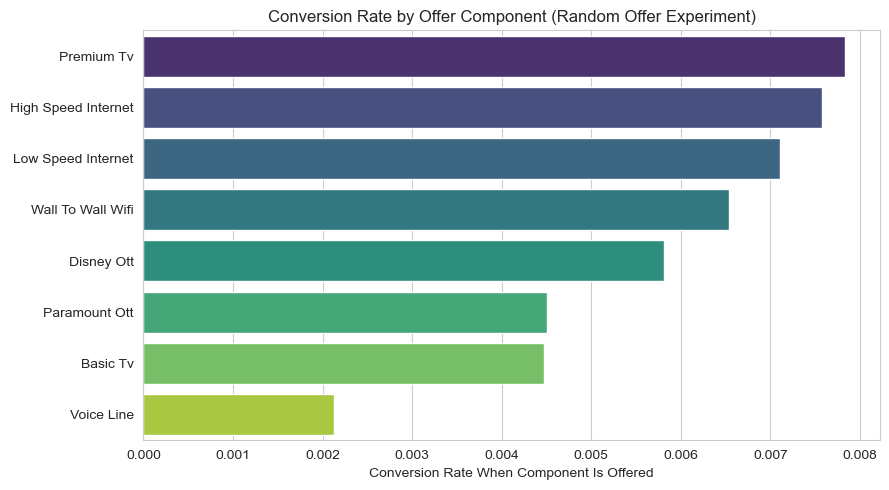 Conversion Rate by Offer Component (Random Offer Experiment)
Premium Tv
High Speed Internet
Low Speed Internet
Wall To Wall Wifi
Disney Ott
Paramount Ott
Basic Tv
Voice Line
0.000 0.001 0.002 0.003 0.004 0.005 0.006 0.007 0.008
Conversion Rate When Component Is Offered